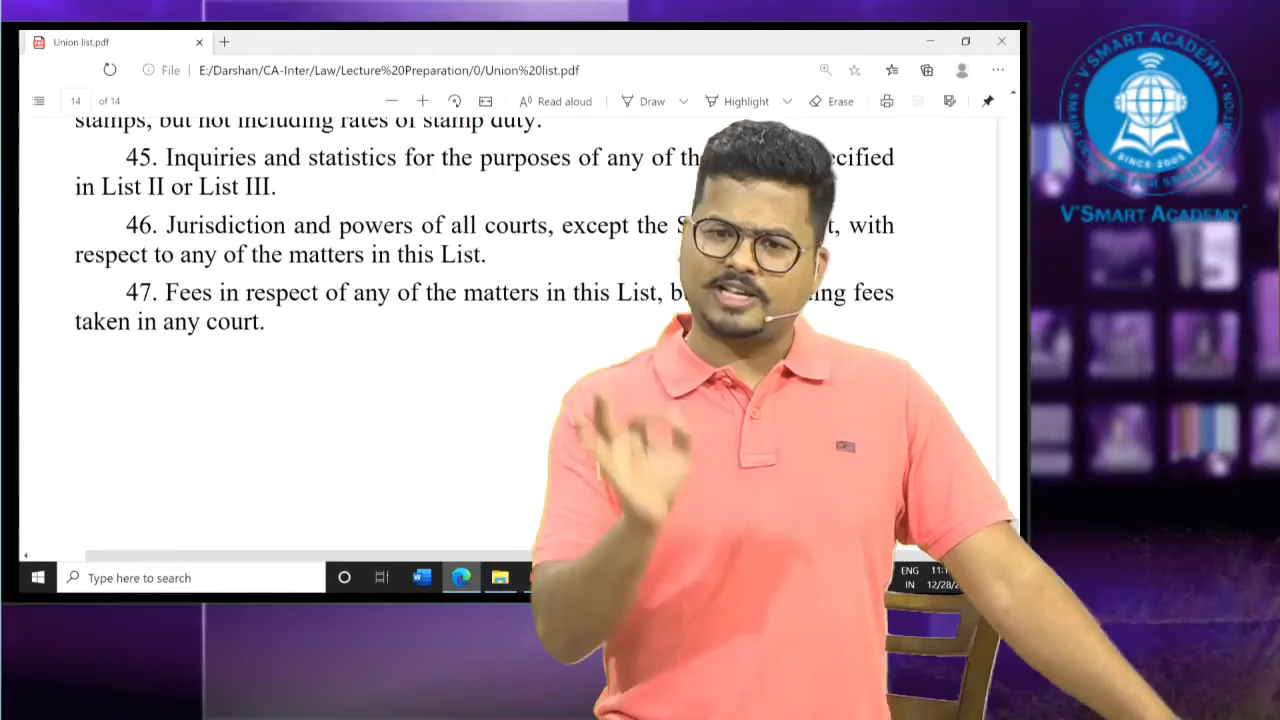 Union list.pdf
File E:/Darshan/CA-Inter/Law/Lecture%20Preparation/0/Union%20list.pdf
14 of 14 Read aloud Draw Highlight Erase
stamps, but not including rates of stamp duty.
45. Inquiries and statistics for the purposes of any of
in List II or List III.
46. Jurisdiction and powers of all courts, except the with
respect to any of the matters in this List.
47. Fees in respect of any of the matters in this List, fees
taken in any court.
Type here to search
ENG
IN
V'SMART ACADEMY
SINCE-2005
V'SMART ACADEMY